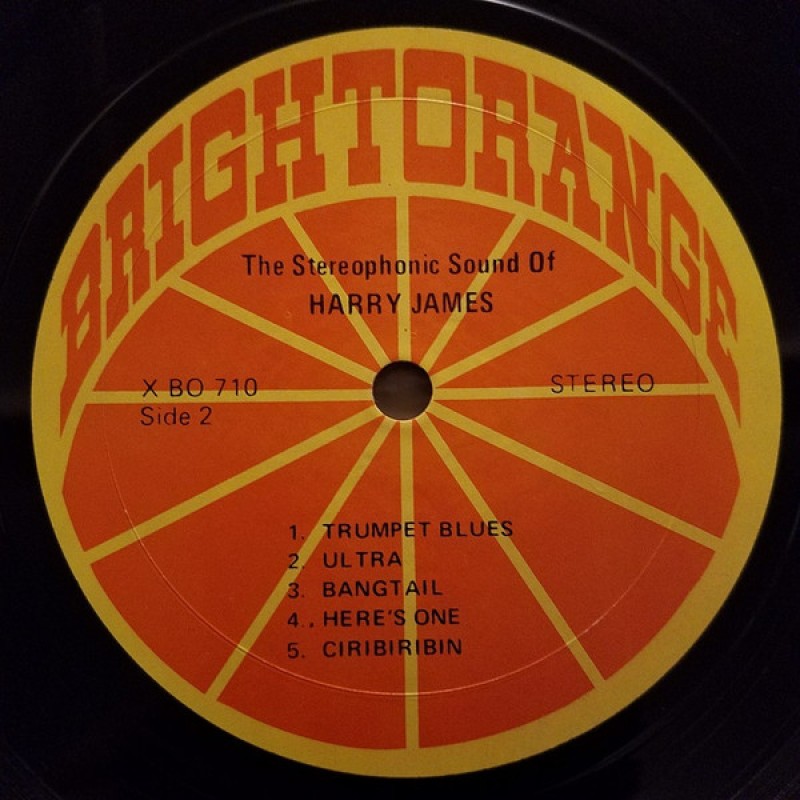 BRIGHTORANGE
The Stereophonic Sound Of
HARRY JAMES
X BO 710
STEREO
Side 2
1. TRUMPET BLUES
2. ULTRA
3. BANGTAIL
4., HERE'S ONE
5. CIRIBIRIBIN